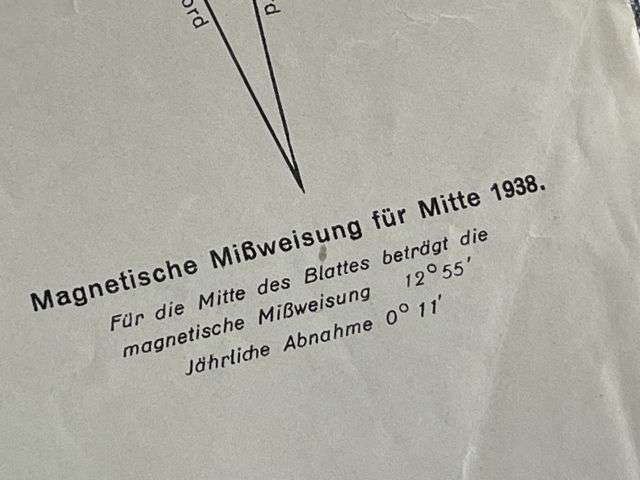 ord
d
Magnetische Mißweisung für Mitte 1938.
Für die Mitte des Blattes beträgt die
magnetische Mißweisung 12° 55'
Jährliche Abnahme 0° 11'